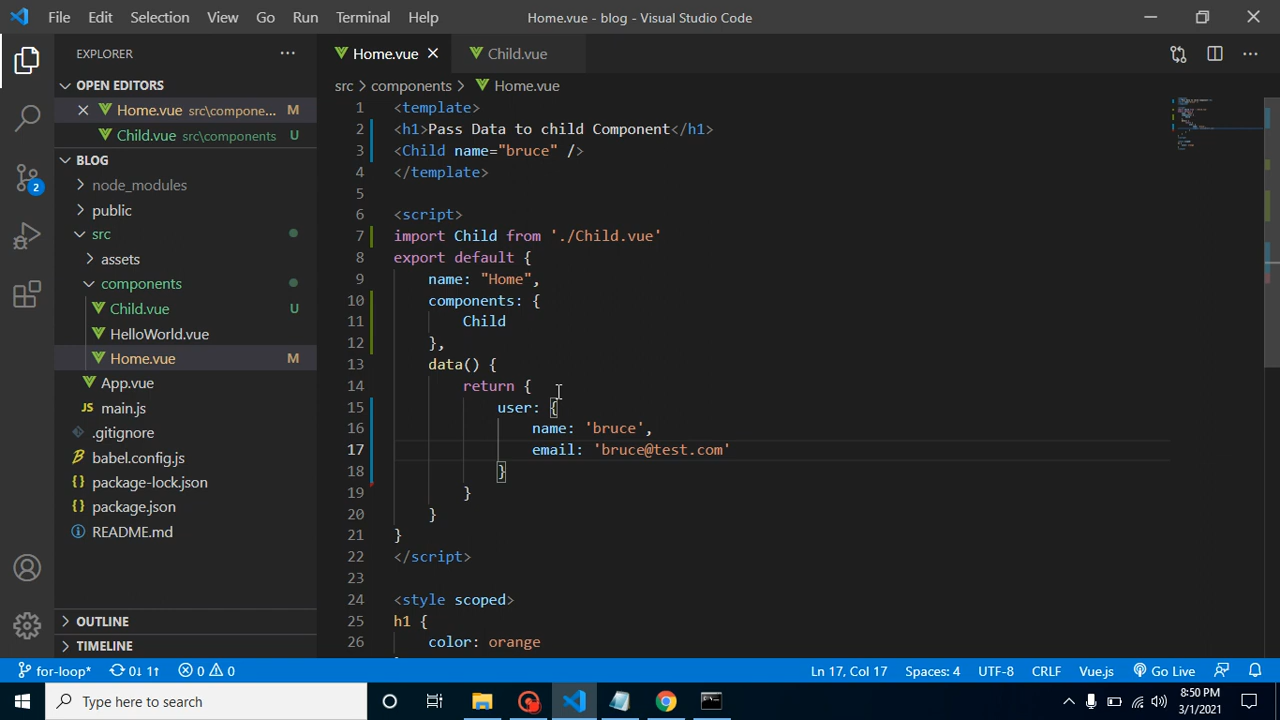 File Edit Selection View Go Run Terminal Help Home.vue - blog - Visual Studio Code
EXPLORER
OPEN EDITORS
Home.vue src\compone... M
Child.vue src\components U
BLOG
node_modules
public
src
assets
components
Child.vue U
HelloWorld.vue
Home.vue M
App.vue
main.js
.gitignore
babel.config.js
package-lock.json
package.json
README.md
OUTLINE
TIMELINE
2
Home.vue Child.vue
src > components > Home.vue
1 <template>
2 <h1>Pass Data to child Component</h1>
3 <Child name="bruce" />
4 </template>
5
6 <script>
7 import Child from './Child.vue'
8 export default {
9 name: "Home",
10 components: {
11 Child
12 },
13 data() {
14 return {
15 user: {
16 name: 'bruce',
17 email: 'bruce@test.com'
18 }
19 }
20 }
21 }
22 </script>
23
24 <style scoped>
25 h1 {
26 color: orange
for-loop* 0↓ 1↑ 0 0 Ln 17, Col 17 Spaces: 4 UTF-8 CRLF Vue.js Go Live
Type here to search
8:50 PM
3/1/2021